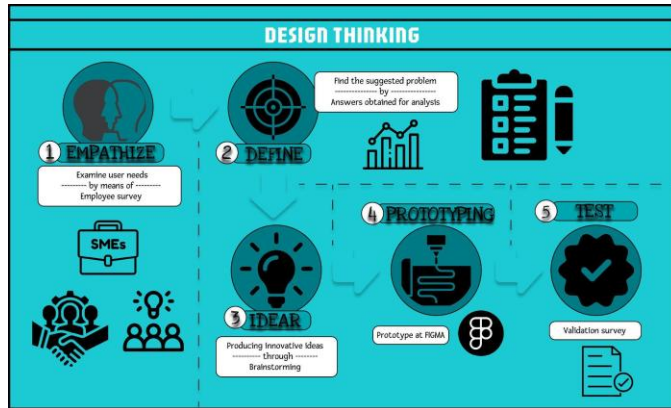 DESIGN THINKING
1 EMPATHIZE
Examine user needs
--------- by means of ---------
Employee survey
SMEs
2 DEFINE
Find the suggested problem
--------------- by ---------------
Answers obtained for analysis
3 IDEAR
Producing innovative ideas
---------- through --------
Brainstorming
4 PROTOTYPING
Prototype at FIGMA
5 TEST
Validation survey